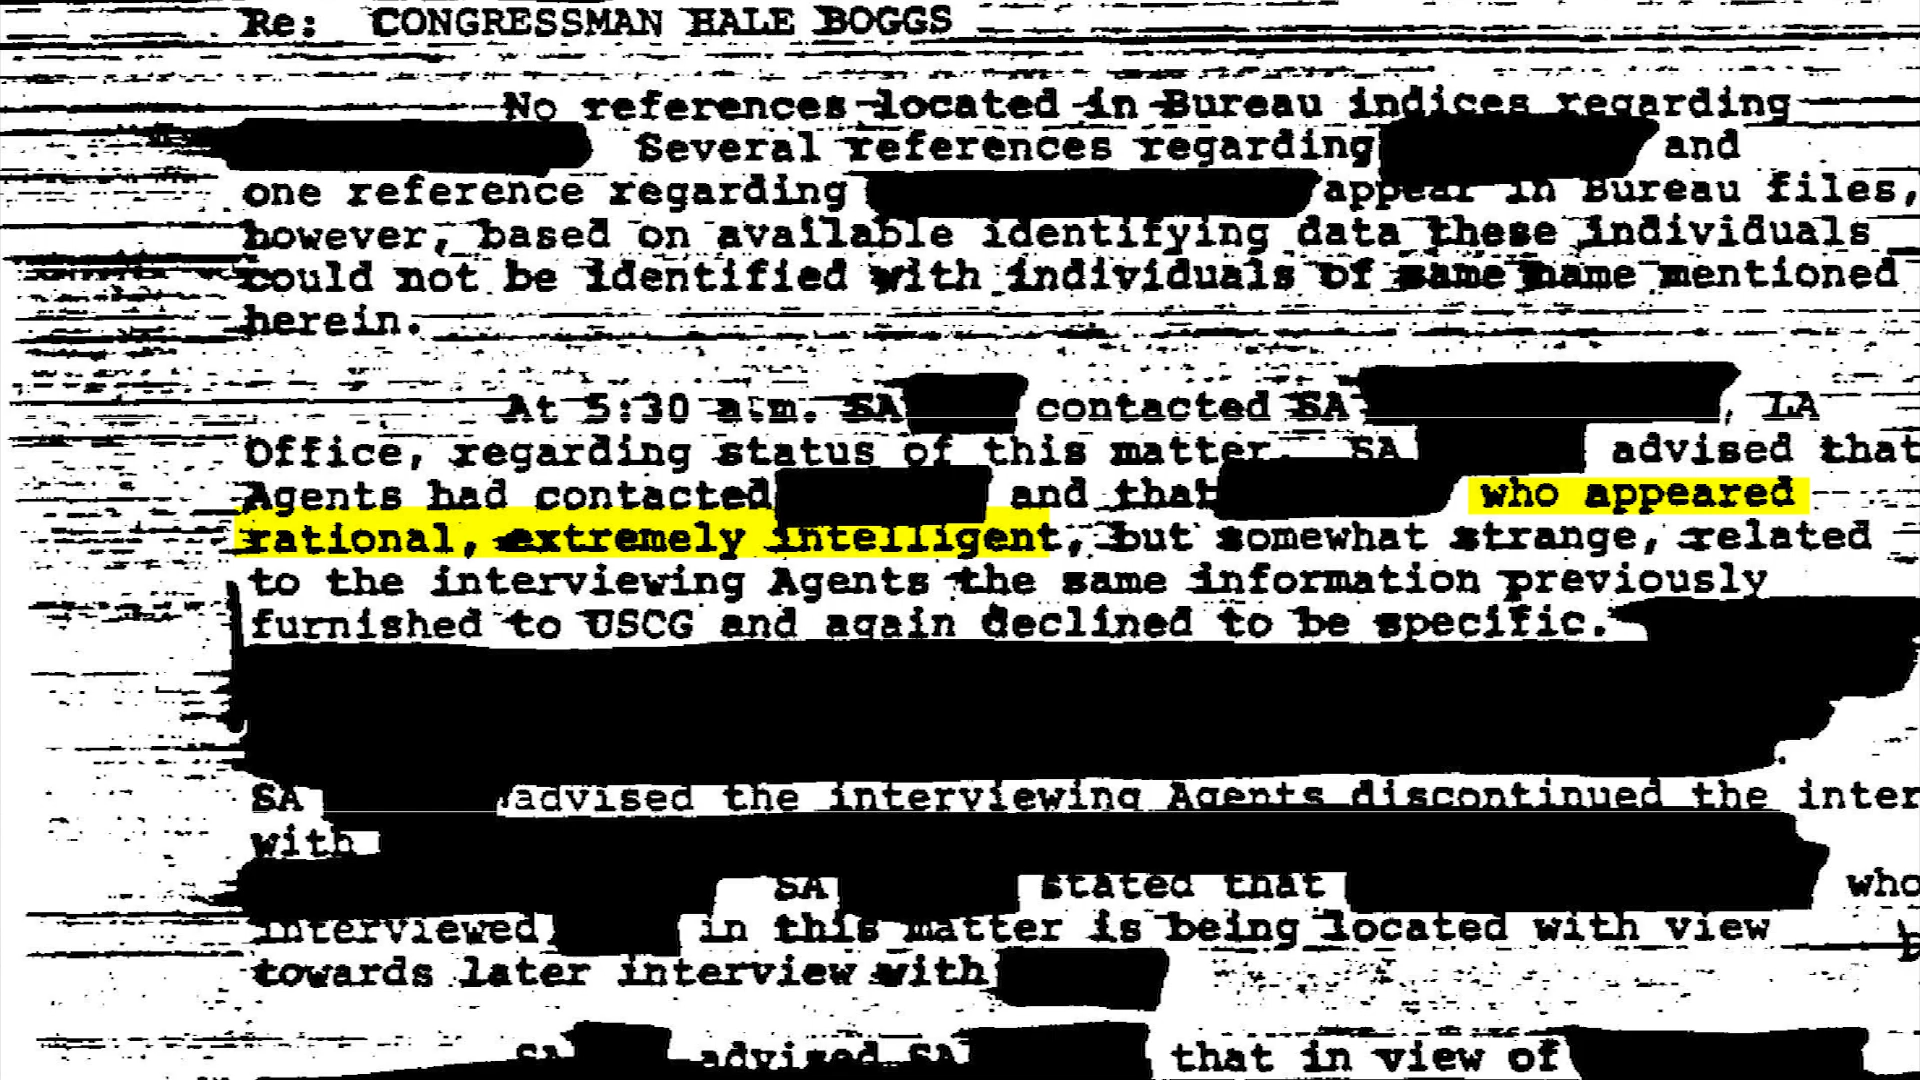 Re: CONGRESSMAN HALE BOGGS
No references located in Bureau indices regarding
Several references regarding and
one reference regarding appear in Bureau files,
however, based on available identifying data these individuals
could not be identified with individuals of same name mentioned
herein.
At 5:30 a.m. SA contacted SA , LA
Office, regarding status of this matter. SA advised that
Agents had contacted and that who appeared
rational, extremely intelligent, but somewhat strange, related
to the interviewing Agents the same information previously
furnished to USCG and again declined to be specific.
SA advised the interviewing Agents discontinued the inter
with
SA stated that who
interviewed in this matter is being located with view
towards later interview with
SA advised SA that in view of